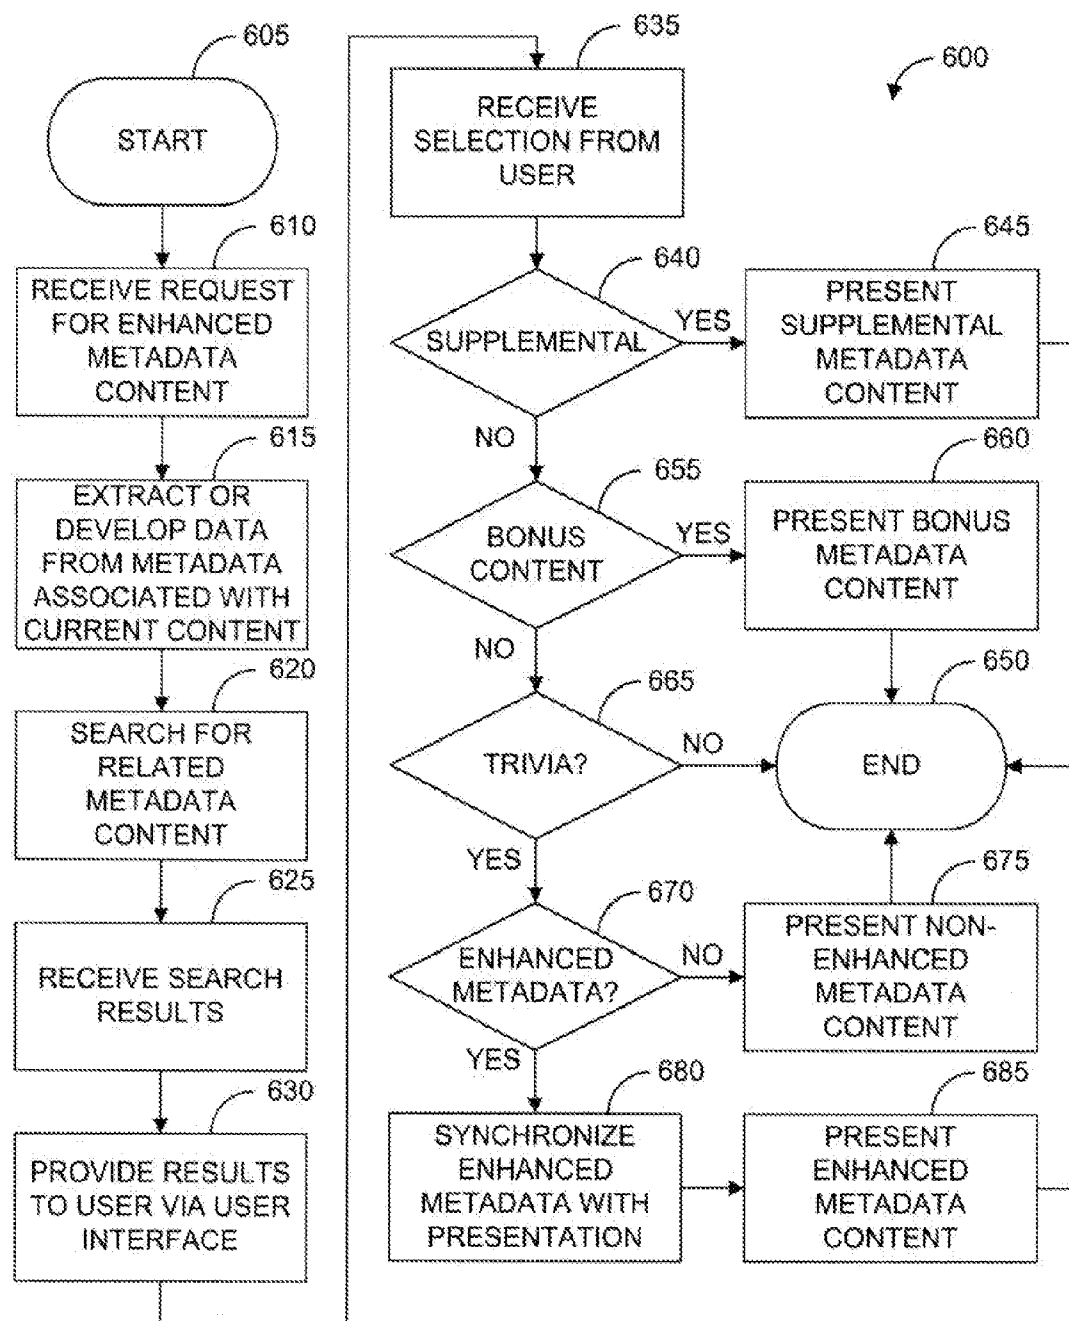 605
START
610
RECEIVE REQUEST
FOR ENHANCED
METADATA
CONTENT
615
EXTRACT OR
DEVELOP DATA
FROM METADATA
ASSOCIATED WITH
CURRENT CONTENT
620
SEARCH FOR
RELATED
METADATA
CONTENT
625
RECEIVE SEARCH
RESULTS
630
PROVIDE RESULTS
TO USER VIA USER
INTERFACE
635
RECEIVE
SELECTION FROM
USER
600
640
SUPPLEMENTAL
YES
NO
645
PRESENT
SUPPLEMENTAL
METADATA
CONTENT
655
BONUS
CONTENT
YES
NO
660
PRESENT BONUS
METADATA
CONTENT
665
TRIVIA?
NO
YES
650
END
670
ENHANCED
METADATA?
NO
YES
675
PRESENT NON-
ENHANCED
METADATA
CONTENT
680
SYNCHRONIZE
ENHANCED
METADATA WITH
PRESENTATION
685
PRESENT
ENHANCED
METADATA
CONTENT